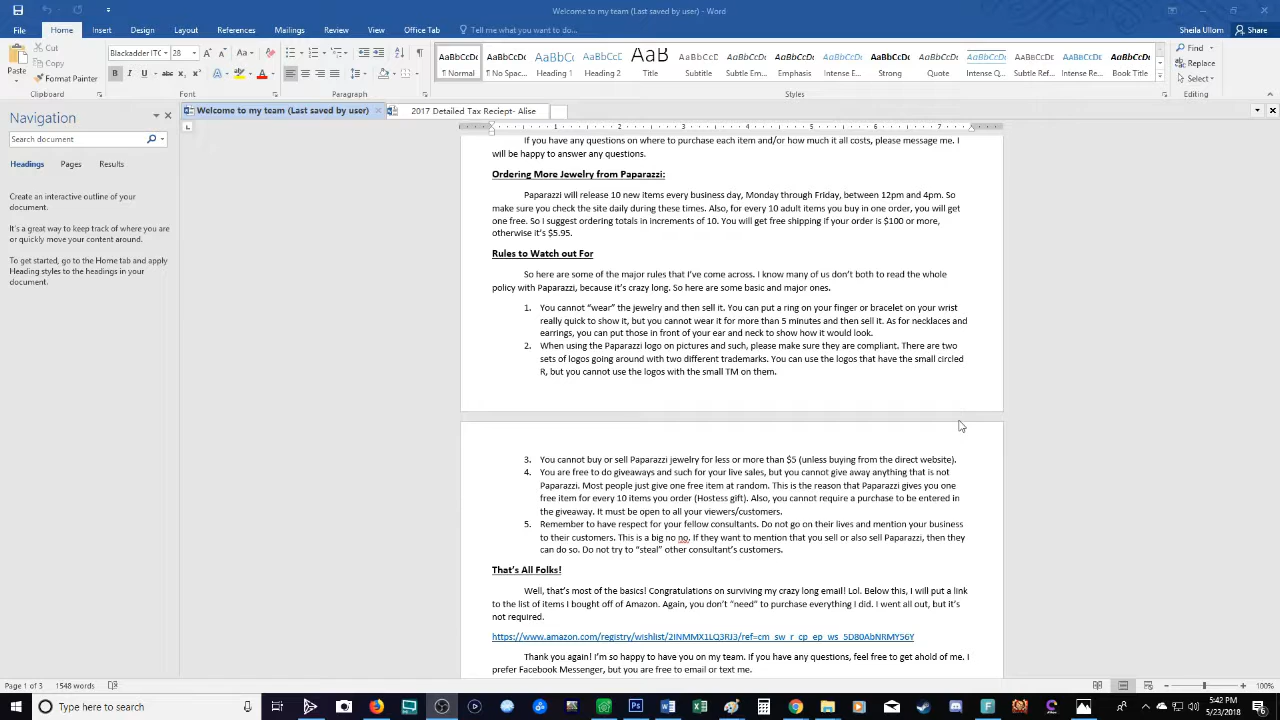 Welcome to my team (Last saved by user) - Word
File Home Insert Design Layout References Mailings Review View ACROBAT Tell me what you want to do... Sheila Ullom Share
Paste
Cut
Copy
Format Painter
Blackadder ITC 28
AaBbCcDc AaBbCcDc AaBbCc AaBbCcE AaB AaBbCcD AaBbCcDc AaBbCcDc AaBbCcDc AaBbCcDc AaBbCcDc AaBbCcDc AaBbCcDc AaBbCcDc AaBbCcDc
¶ Normal ¶ No Spac... Heading 1 Heading 2 Title Subtitle Subtle Em... Emphasis Intense E... Strong Quote Intense Q... Subtle Ref... Intense Re... Book Title
Find
Replace
Select
Clipboard Font Paragraph Styles Editing
Welcome to my team (Last saved by user) 2017 Detailed Tax Reciept- Alise
Navigation
Search document
Headings Pages Results
Create an interactive outline of your
document.
It's a great way to keep track of where you are
or quickly move your content around.
To get started, go to the Home tab and apply
Heading styles to the headings in your
document.
1 2 3 4 5 6 7
If you have any questions on where to purchase each item and/or how much it all costs, please message me. I
will be happy to answer any questions.
Ordering More Jewelry from Paparazzi:
Paparazzi will release 10 new items every business day, Monday through Friday, between 12pm and 4pm. So
make sure you check the site daily during these times. Also, for every 10 adult items you buy in one order, you will get
one free. So I suggest ordering totals in increments of 10. You will get free shipping if your order is $100 or more,
otherwise it's $5.95.
Rules to Watch out For
So here are some of the major rules that I've come across. I know many of us don't both to read the whole
policy with Paparazzi, because it's crazy long. So here are some basic and major ones.
1. You cannot "wear" the jewelry and then sell it. You can put a ring on your finger or bracelet on your wrist
really quick to show it, but you cannot wear it for more than 5 minutes and then sell it. As for necklaces and
earrings, you can put those in front of your ear and neck to show how it would look.
2. When using the Paparazzi logo on pictures and such, please make sure they are compliant. There are two
sets of logos going around with two different trademarks. You can use the logos that have the small circled
R, but you cannot use the logos with the small TM on them.
3. You cannot buy or sell Paparazzi jewelry for less or more than $5 (unless buying from the direct website).
4. You are free to do giveaways and such for your live sales, but you cannot give away anything that is not
Paparazzi. Most people just give one free item at random. This is the reason that Paparazzi gives you one
free item for every 10 items you order (Hostess gift). Also, you cannot require a purchase to be entered in
the giveaway. It must be open to all your viewers/customers.
5. Remember to have respect for your fellow consultants. Do not go on their lives and mention your business
to their customers. This is a big no no, If they want to mention that you sell or also sell Paparazzi, then they
can do so. Do not try to "steal" other consultant's customers.
That's All Folks!
Well, that's most of the basics! Congratulations on surviving my crazy long email! Lol. Below this, I will put a link
to the list of items I bought off of Amazon. Again, you don't "need" to purchase everything I did. I went all out, but it's
not required.
https://www.amazon.com/registry/wishlist/2INMMX1LQ3RJ3/ref=cm_sw_r_cp_ep_ws_5D80AbNRMY56Y
Thank you again! I'm so happy to have you on my team. If you have any questions, feel free to get ahold of me. I
prefer Facebook Messenger, but you are free to email or text me.
Page 1 of 3 1548 words 100%
Type here to search
5:42 PM
5/23/2018